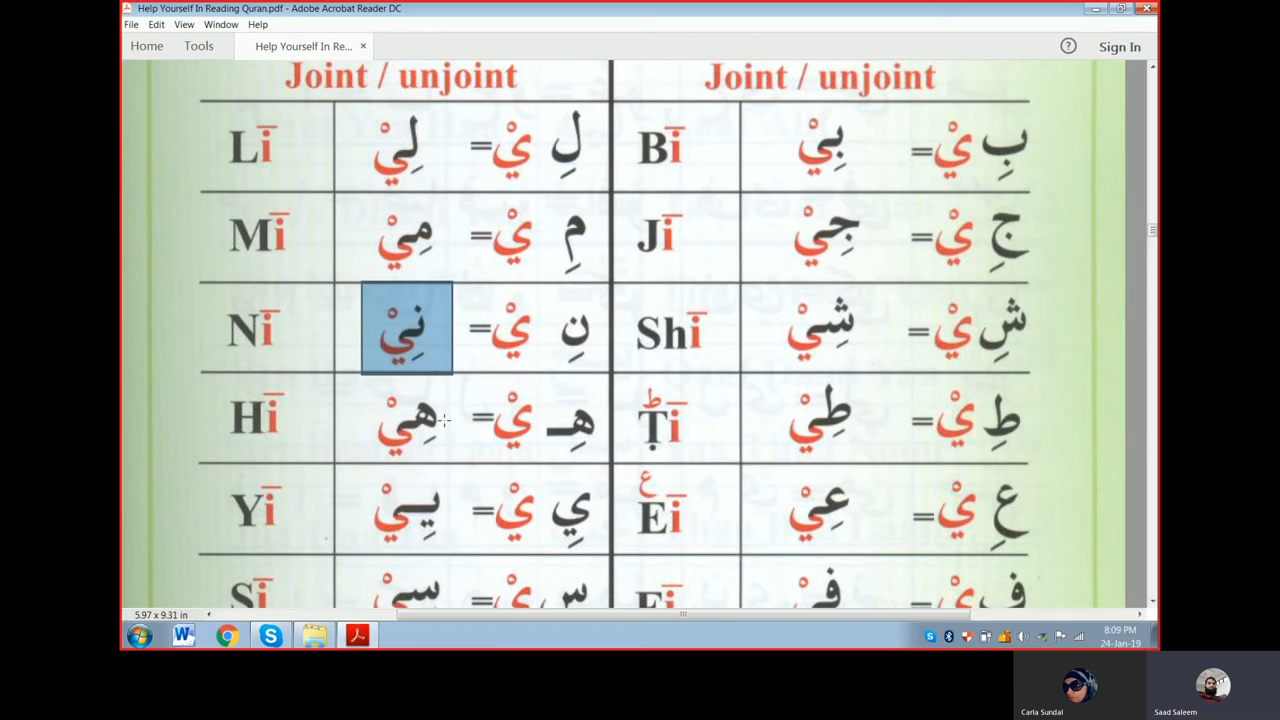 Help Yourself In Reading Quran.pdf - Adobe Acrobat Reader DC
File Edit View Window Help
Home Tools Help Yourself In Re... × ? Sign In
Joint / unjoint Joint / unjoint
Lī لِيْ = يْ لِ Bī بِيْ = يْ بِ
Mī مِيْ = يْ مِ Jī جِيْ = يْ جِ
Nī نِيْ = يْ نِ Shī شِيْ = يْ شِ
Hī هِيْ = يْ هِـ Ṭī ط طِيْ = يْ طِ
Yī يِيْ = يْ يِ Eī ع عِيْ = يْ عِ
Sī سِيْ = يْ س Fī فِيْ = يْ فِ
5.97 x 9.31 in
8:09 PM
24-Jan-19
Carla Sundal Saad Saleem